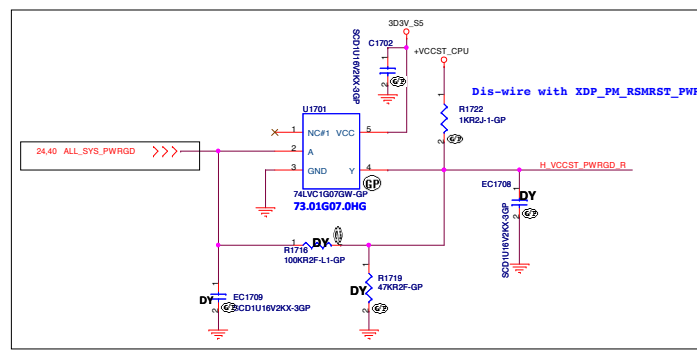 3D3V_S5
+VCCST_CPU
C1702
SCD1U16V2KX-3GP
1
2
Dis-wire with XDP_PM_RSMRST_PWR
U1701
1
R1722
1KR2J-1-GP
2
1 NC#1 VCC 5
24,40 ALL_SYS_PWRGD
2 A
3 GND Y 4
GP
H_VCCST_PWRGD_R
74LVC1G07GW-GP
73.01G07.0HG
1
EC1708
DY
2
SCD1U16V2KX-3GP
1
DY
R1716
100KR2F-L1-GP
1
R1719
47KR2F-GP
DY
2
1
EC1709
DY
2
SCD1U16V2KX-3GP